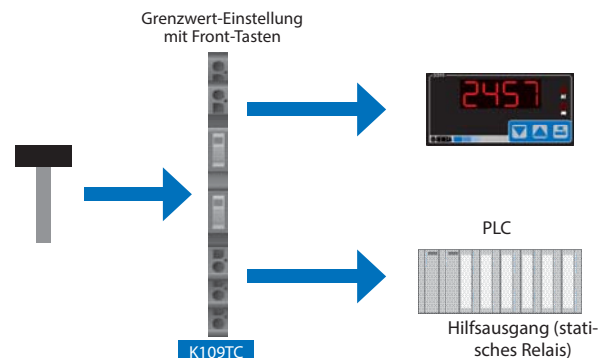 Grenzwert-Einstellung
mit Front-Tasten
2457
PLC
Hilfsausgang (stati-
sches Relais)
K109TC